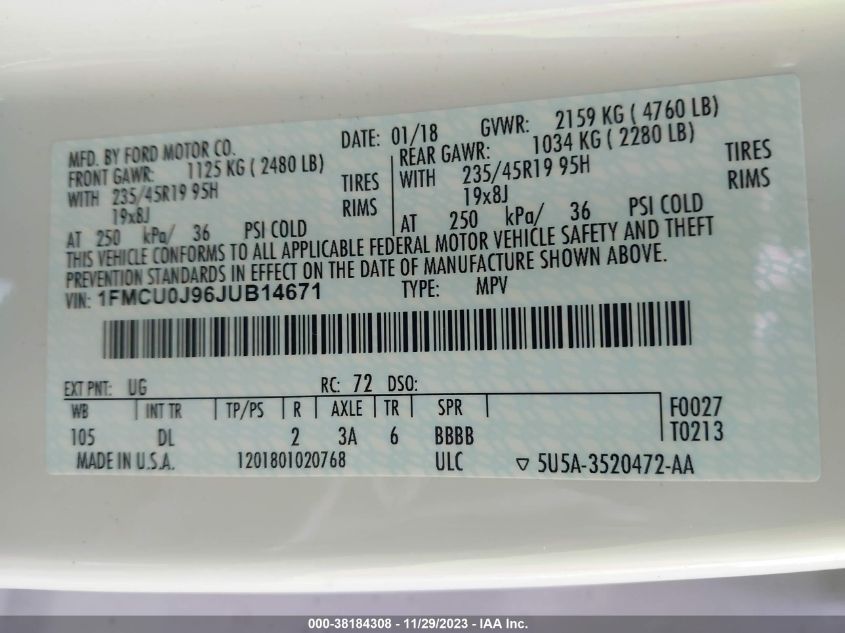 MFD. BY FORD MOTOR CO. DATE: 01/18 GVWR: 2159 KG ( 4760 LB)
FRONT GAWR: 1125 KG ( 2480 LB) REAR GAWR: 1034 KG ( 2280 LB)
WITH 235/45R19 95H TIRES WITH 235/45R19 95H TIRES
19x8J RIMS 19x8J RIMS
AT 250 kPa/ 36 PSI COLD AT 250 kPa/ 36 PSI COLD
THIS VEHICLE CONFORMS TO ALL APPLICABLE FEDERAL MOTOR VEHICLE SAFETY AND THEFT
PREVENTION STANDARDS IN EFFECT ON THE DATE OF MANUFACTURE SHOWN ABOVE.
VIN: 1FMCU0J96JUB14671 TYPE: MPV
EXT PNT: UG RC: 72 DSO:
WB INT TR TP/PS R AXLE TR SPR F0027
105 DL 2 3A 6 BBBB T0213
MADE IN U.S.A. 1201801020768 ULC ▽ 5U5A-3520472-AA
000-38184308 - 11/29/2023 - IAA Inc.